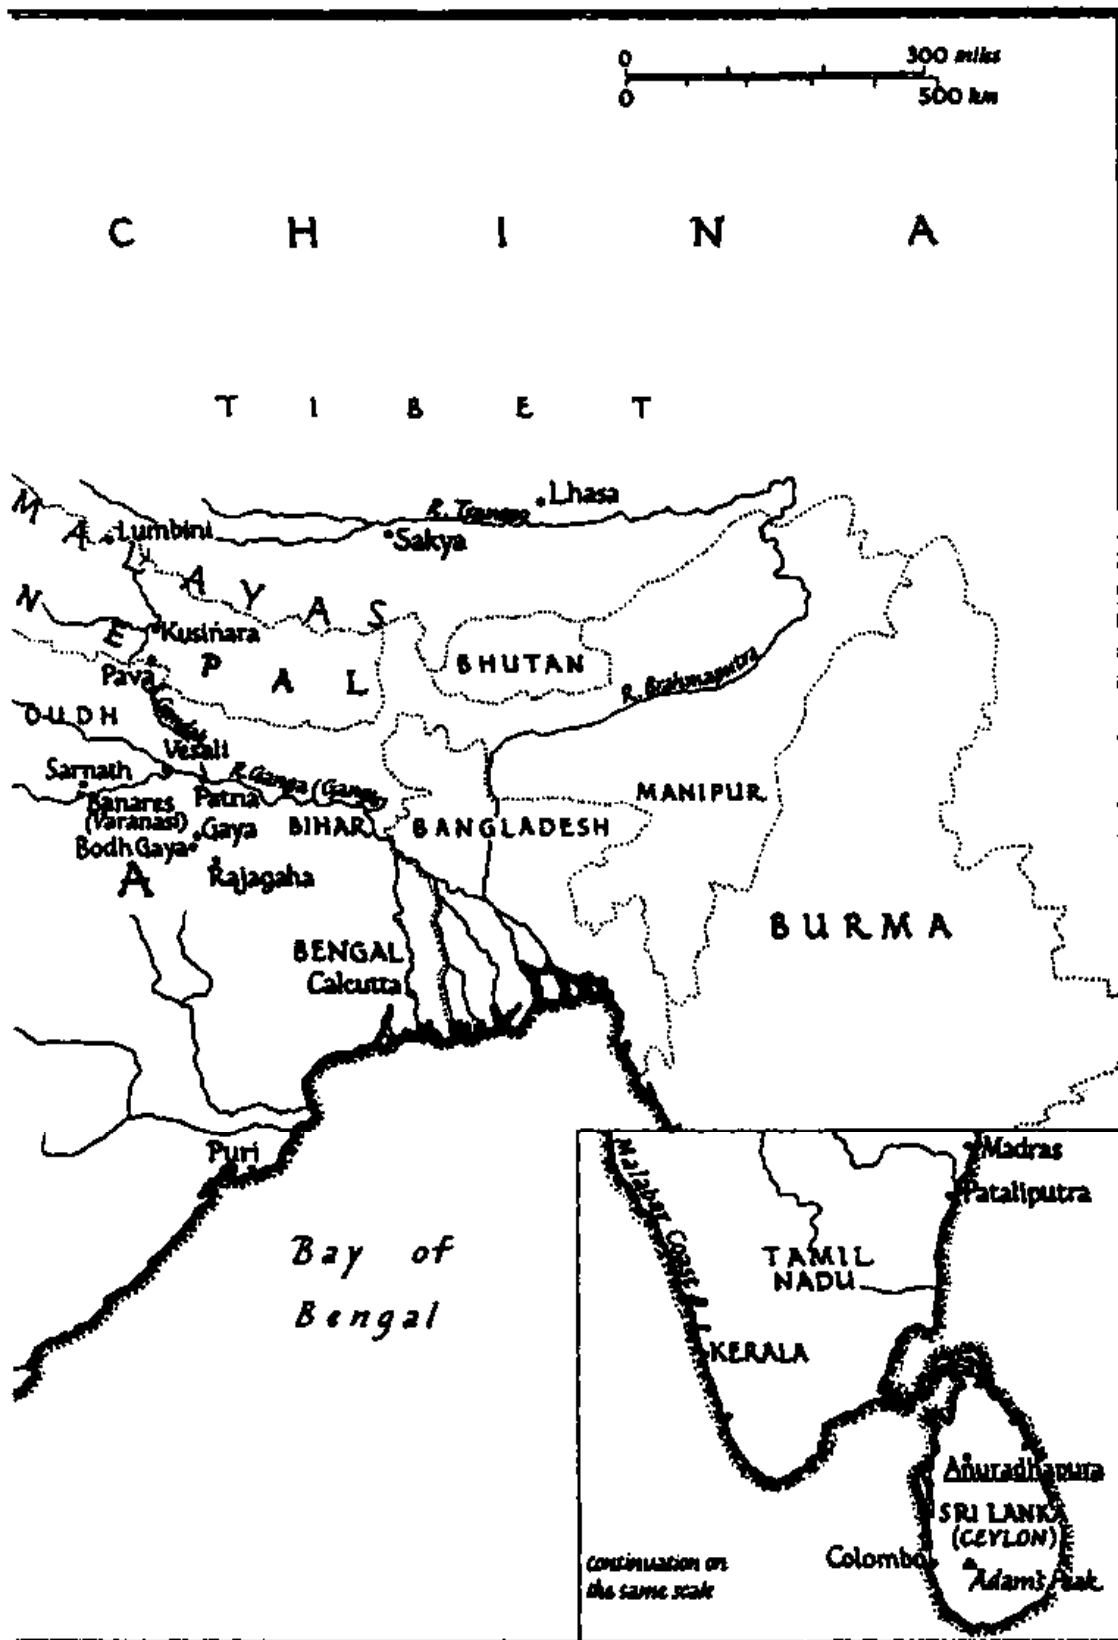 0 300 miles
0 500 km
C H I N A
T I B E T
Lhasa
R. Tsangpo
Sakya
M A L A Y A S
Lumbini
N E P A L
Kusinara
BHUTAN
Pava
R. Brahmaputra
OUDH
Vesali
Sarnath
R. Ganga (Ganges)
Banares
(Varanasi)
Patna
MANIPUR
Gaya
BIHAR
BANGLADESH
Bodh Gaya
Rajagaha
A
BURMA
BENGAL
Calcutta
Puri
Bay of
Bengal
Malabar Coast
Madras
Pataliputra
TAMIL
NADU
KERALA
Anuradhapura
SRI LANKA
(CEYLON)
Colombo
Adam's Peak
continuation on
the same scale